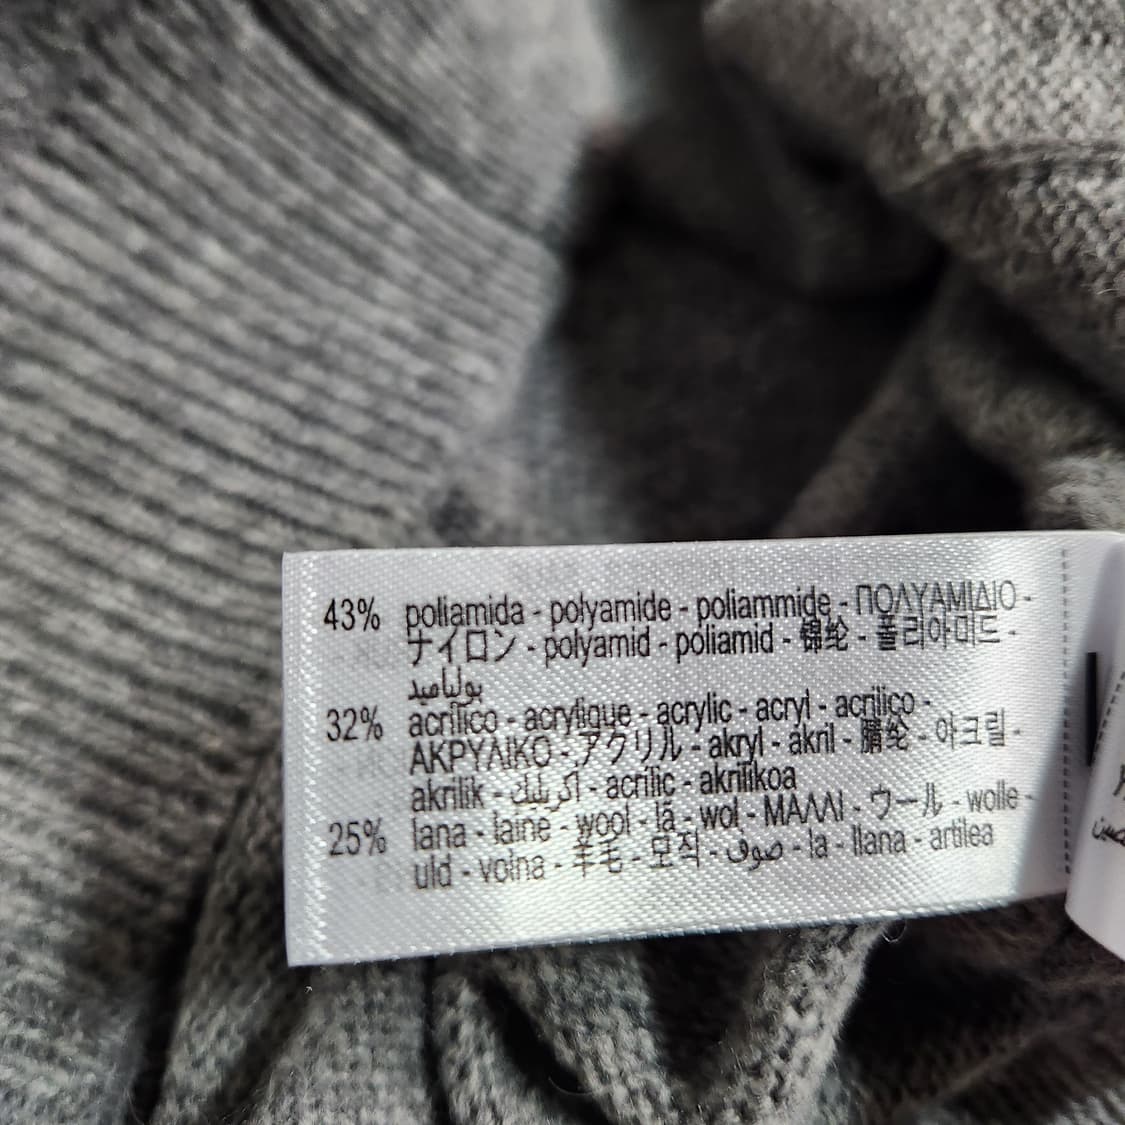 43% poliamida - polyamide - poliammide - ΠΟΛΥΑΜΙΔΙΟ -
ナイロン - polyamid - poliamid - 锦纶 - 폴리아미드 -
بولياميد
32% acrílico - acrylique - acrylic - acryl - acrilico -
ΑΚΡΥΛΙΚΟ - アクリル - akryl - akril - 腈纶 - 아크릴 -
akrilik - اكريليك - acrílic - akrilikoa
25% lana - laine - wool - lã - wol - ΜΑΛΛΙ - ウール - wolle -
uld - volna - 羊毛 - 모직 - صوف - la - llana - artilea